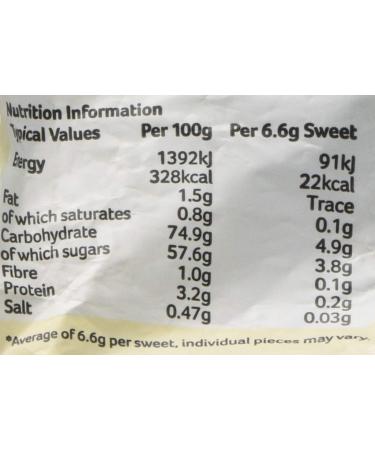 Nutrition Information
Typical Values Per 100g Per 6.6g Sweet
Energy 1392kJ 91kJ
328kcal 22kcal
Fat 1.5g Trace
of which saturates 0.8g 0.1g
Carbohydrate 74.9g 4.9g
of which sugars 57.6g 3.8g
Fibre 1.0g 0.1g
Protein 3.2g 0.2g
Salt 0.47g 0.03g
*Average of 6.6g per sweet, individual pieces may vary.